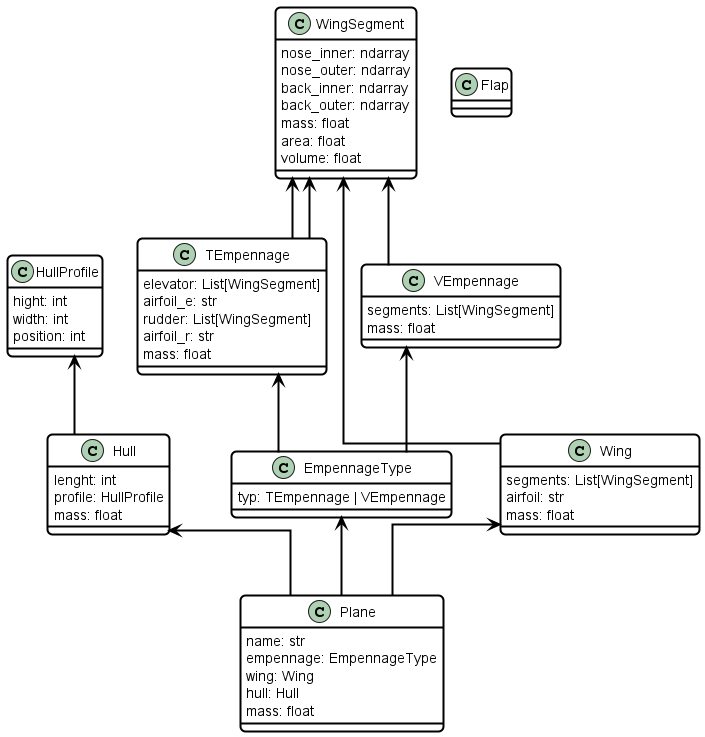 C WingSegment
nose_inner: ndarray
nose_outer: ndarray
back_inner: ndarray
back_outer: ndarray
mass: float
area: float
volume: float
C Flap
C HullProfile
hight: int
width: int
position: int
C TEmpennage
elevator: List[WingSegment]
airfoil_e: str
rudder: List[WingSegment]
airfoil_r: str
mass: float
C VEmpennage
segments: List[WingSegment]
mass: float
C Hull
lenght: int
profile: HullProfile
mass: float
C EmpennageType
typ: TEmpennage | VEmpennage
C Wing
segments: List[WingSegment]
airfoil: str
mass: float
C Plane
name: str
empennage: EmpennageType
wing: Wing
hull: Hull
mass: float